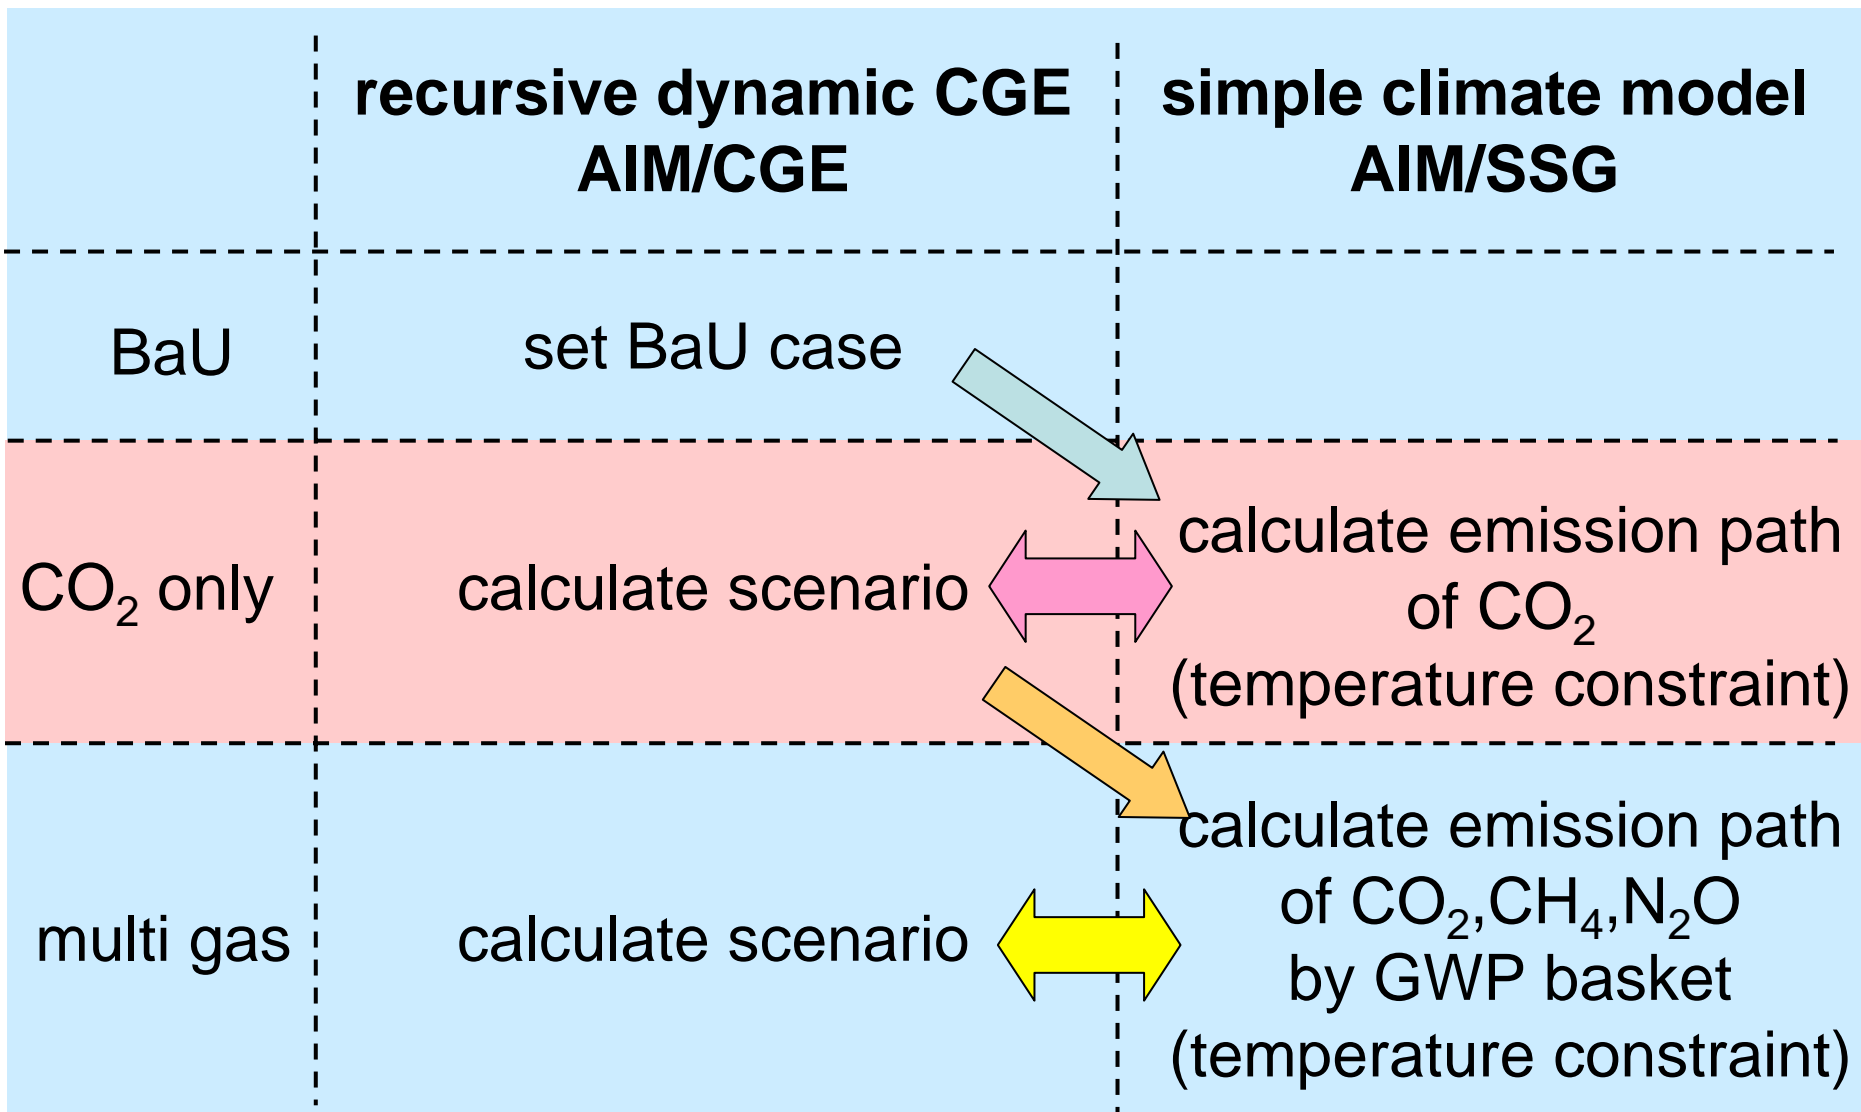 recursive dynamic CGE
AIM/CGE
simple climate model
AIM/SSG
BaU
set BaU case
CO₂ only
calculate scenario
calculate emission path
of CO₂
(temperature constraint)
multi gas
calculate scenario
calculate emission path
of CO₂,CH₄,N₂O
by GWP basket
(temperature constraint)